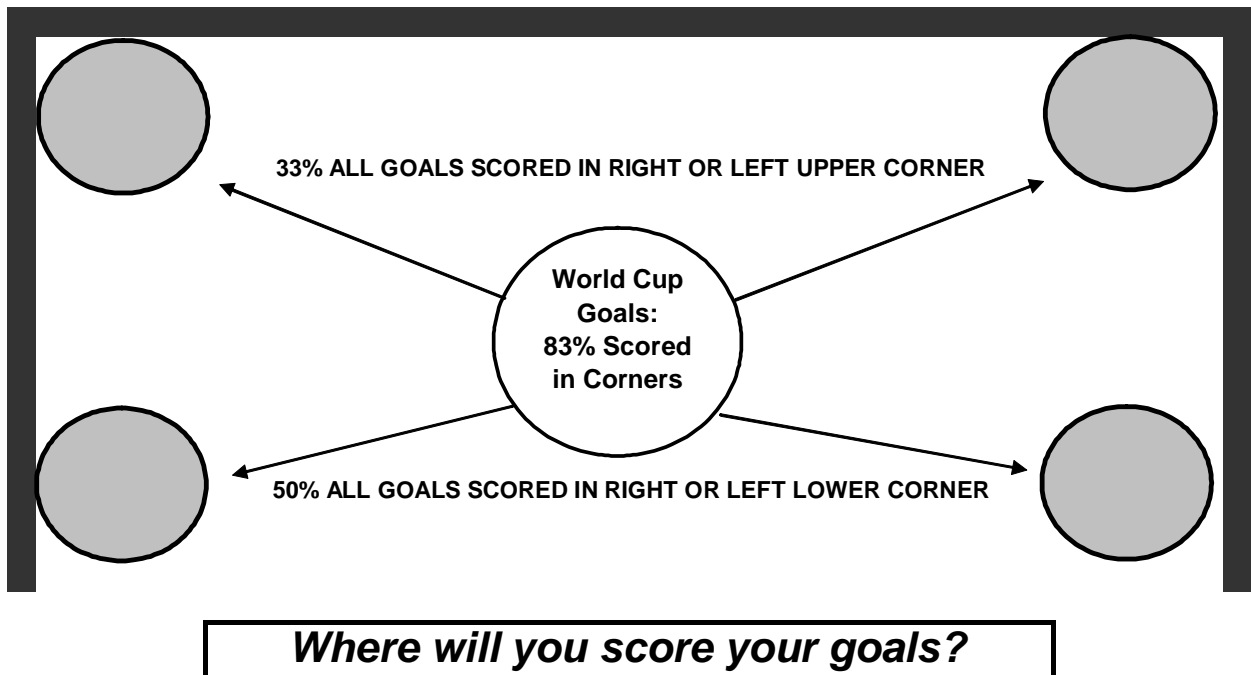 33% ALL GOALS SCORED IN RIGHT OR LEFT UPPER CORNER
World Cup
Goals:
83% Scored
in Corners
50% ALL GOALS SCORED IN RIGHT OR LEFT LOWER CORNER
Where will you score your goals?